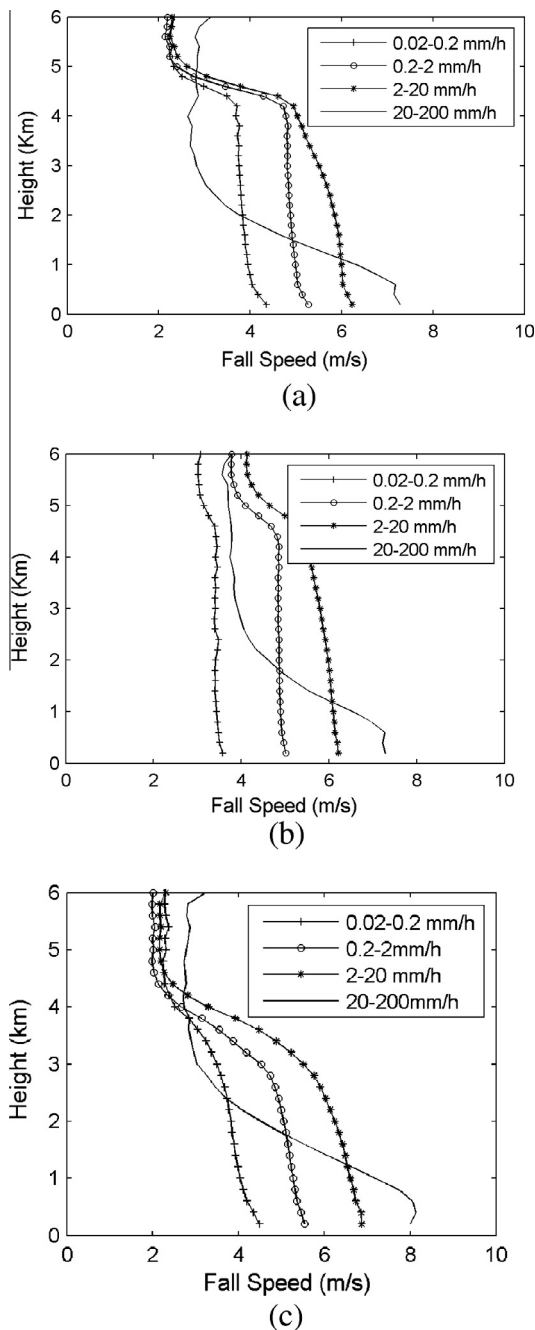 6
5
4
3
2
1
0
Height (Km)
0.02-0.2 mm/h
0.2-2 mm/h
2-20 mm/h
20-200 mm/h
0 2 4 6 8 10
Fall Speed (m/s)
(a)
6
5
4
3
2
1
0
Height (Km)
0.02-0.2 mm/h
0.2-2 mm/h
2-20 mm/h
20-200 mm/h
0 2 4 6 8 10
Fall Speed (m/s)
(b)
6
5
4
3
2
1
0
Height (km)
0.02-0.2 mm/h
0.2-2mm/h
2-20 mm/h
20-200mm/h
0 2 4 6 8 10
Fall Speed (m/s)
(c)